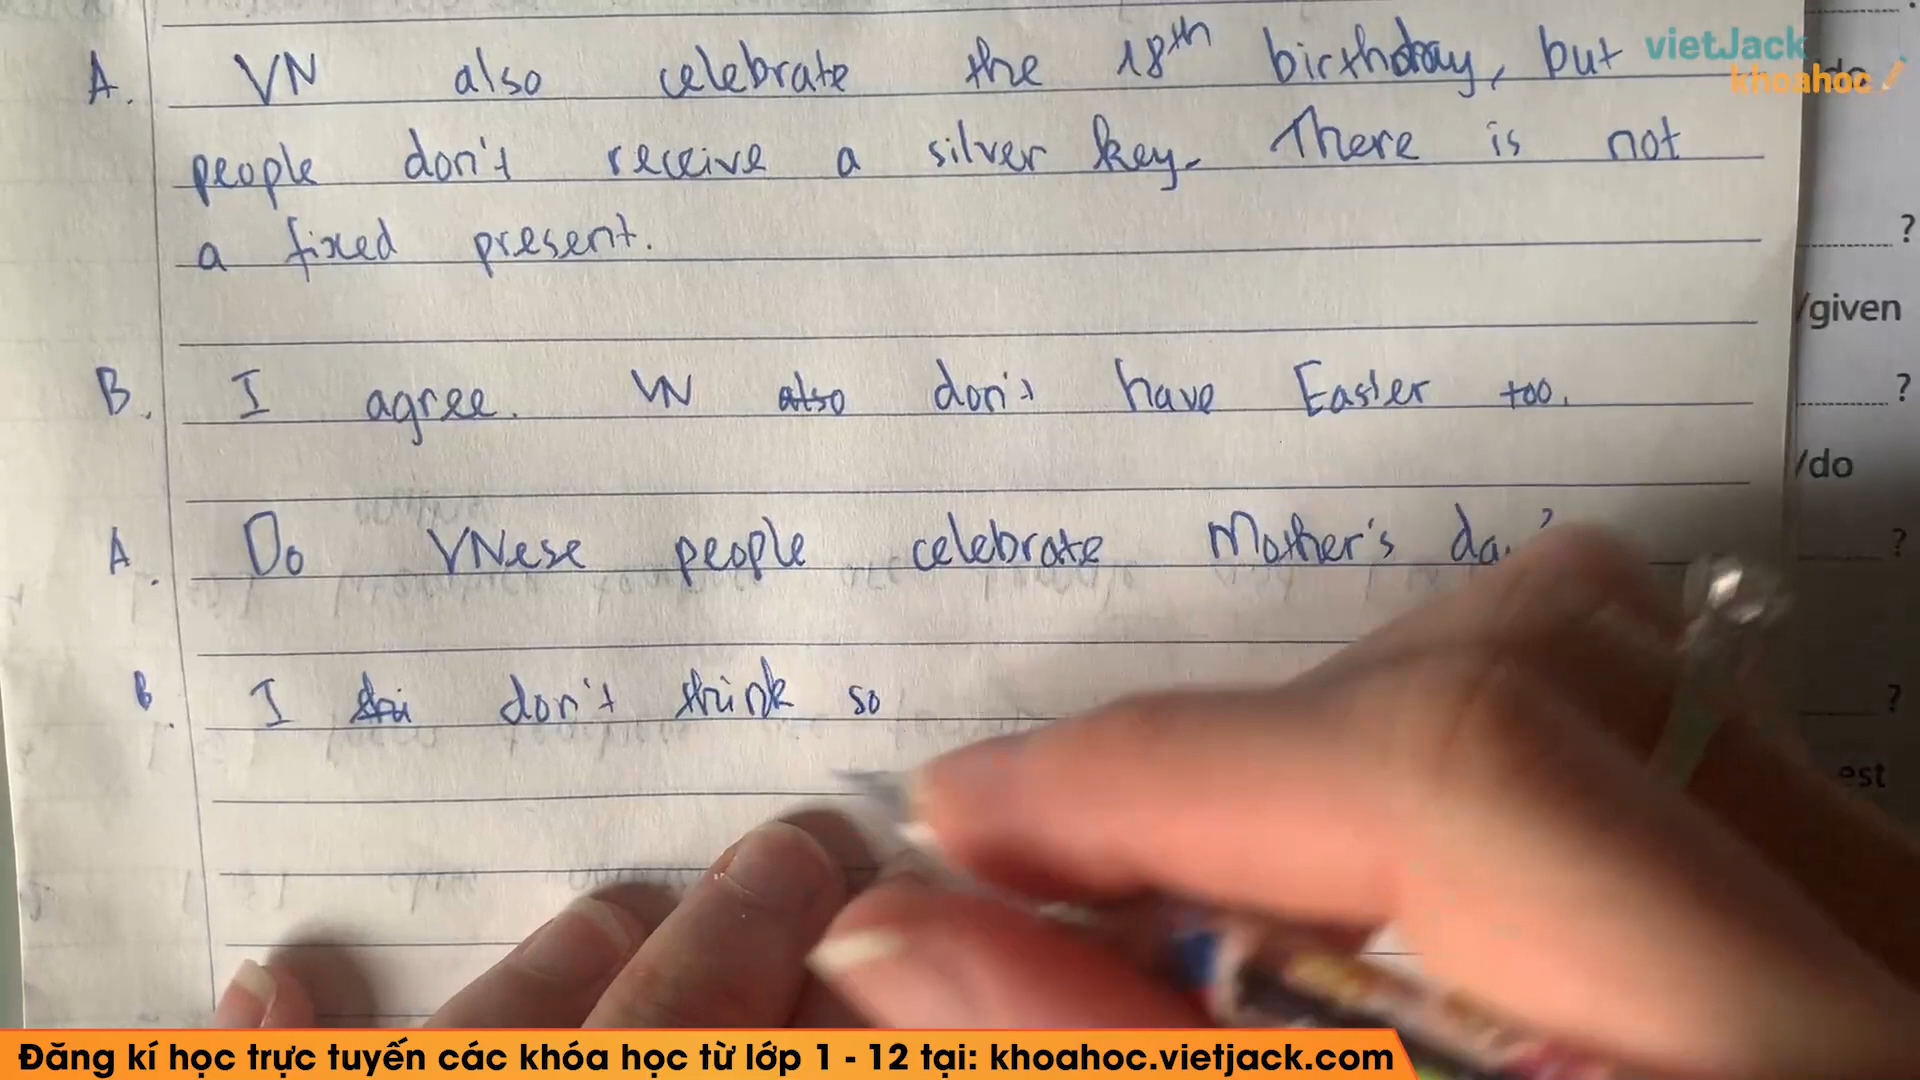 A. VN also celebrate the 18th birthday, but
people don't receive a silver key. There is not
a fixed present.
B. I agree. VN also don't have Easter too.
A. Do VNese people celebrate Mother's
B. I thi don't think so
vietJack
khoahoc
?
/given
?
/do
?
?
est
Đăng kí học trực tuyến các khóa học từ lớp 1 - 12 tại: khoahoc.vietjack.com